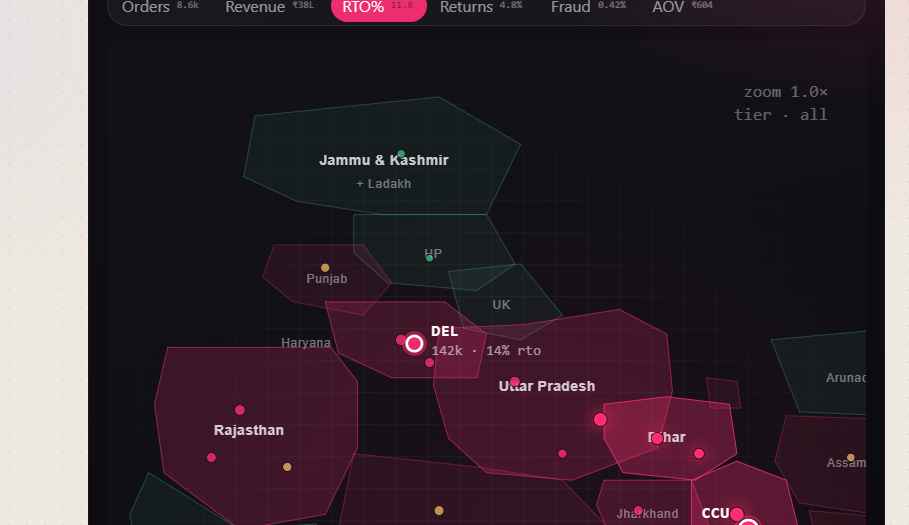 Orders 8.6k Revenue ₹38L RTO% 11.8 Returns 4.8% Fraud 0.42% AOV ₹604
zoom 1.0×
tier · all
Jammu & Kashmir
+ Ladakh
HP
Punjab
UK
DEL
Haryana
142k · 14% rto
Uttar Pradesh
Arunac
Rajasthan
Bihar
Assam
Jharkhand
CCU